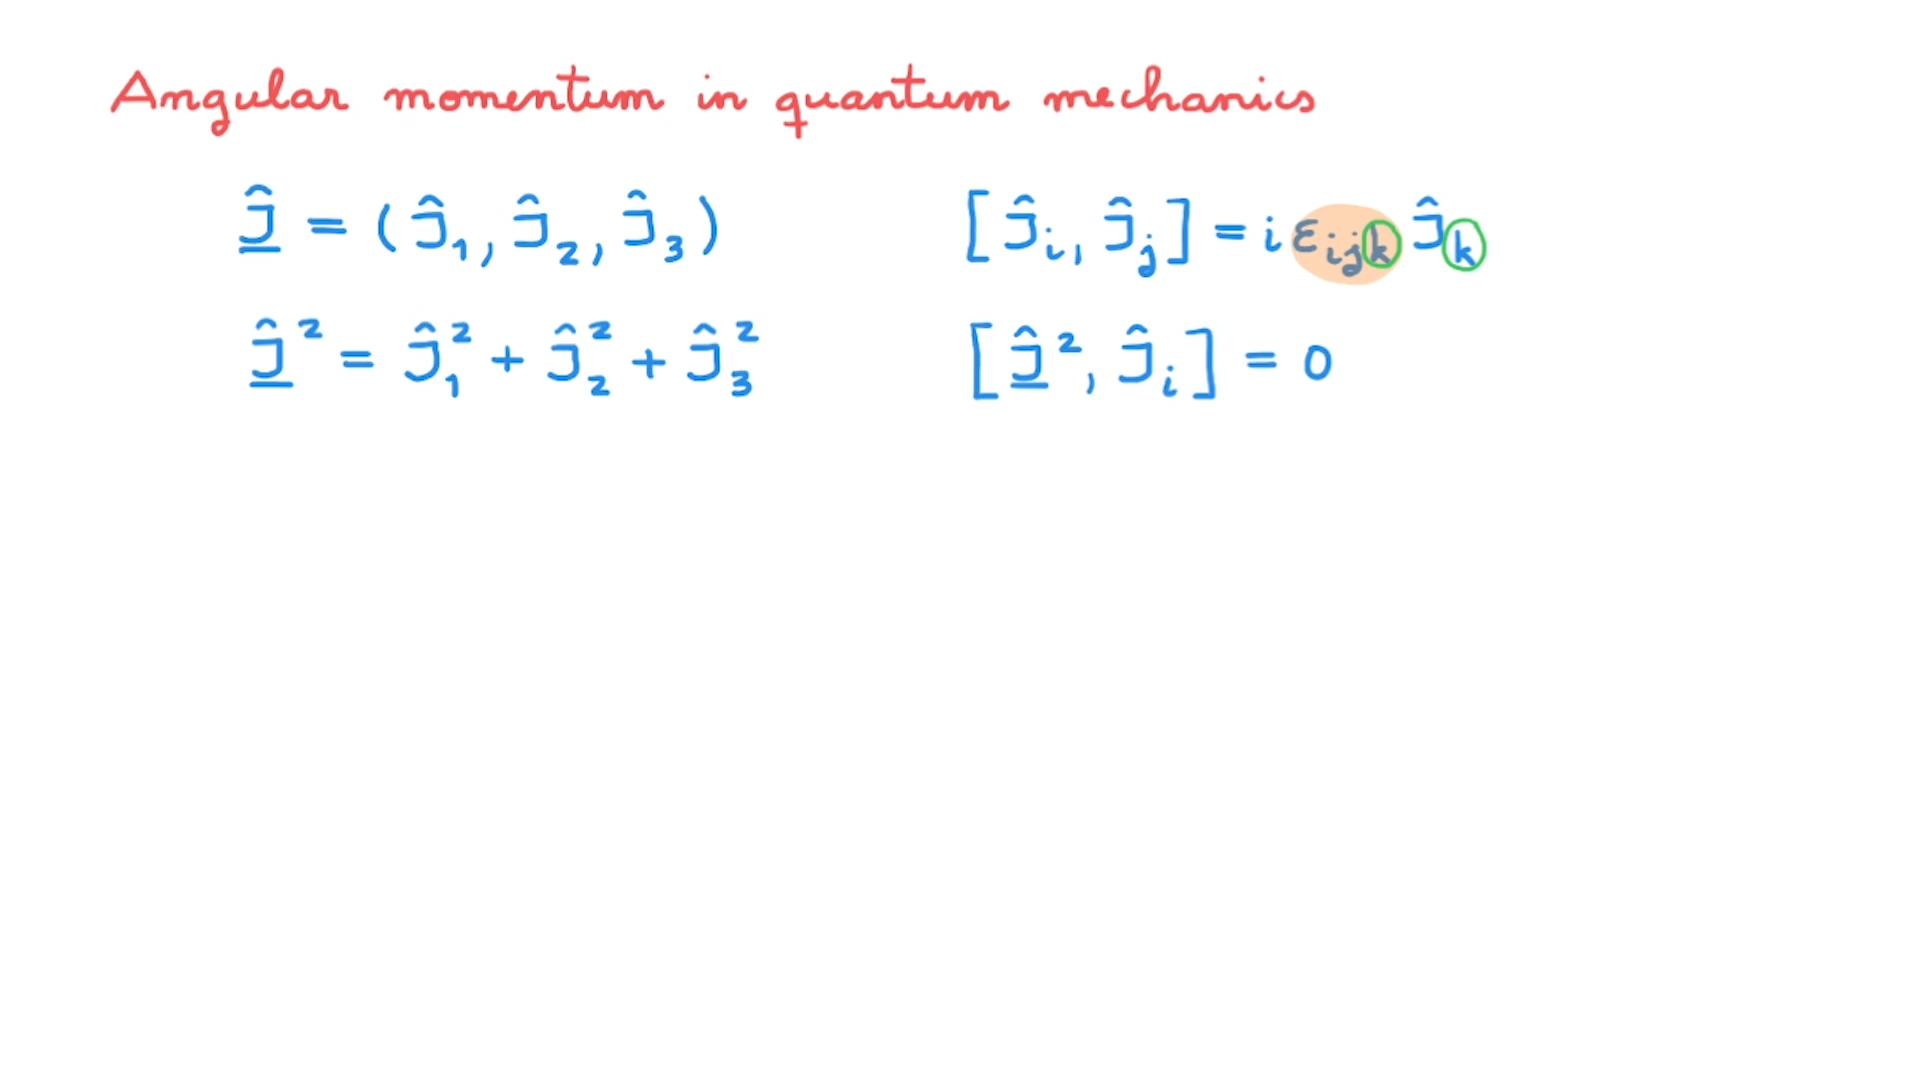 Angular momentum in quantum mechanics
Ĵ = (Ĵ₁, Ĵ₂, Ĵ₃)
[Ĵᵢ, Ĵⱼ] = i εᵢⱼₖ Ĵₖ
Ĵ² = Ĵ₁² + Ĵ₂² + Ĵ₃²
[Ĵ², Ĵᵢ] = 0